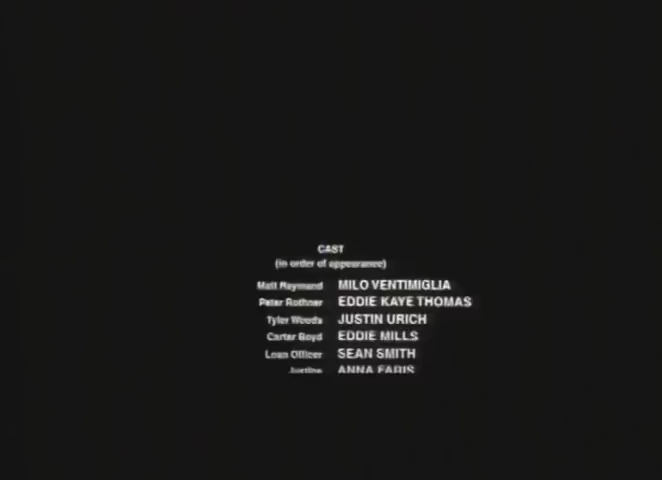 CAST
(in order of appearance)
Matt Raymond MILO VENTIMIGLIA
Peter Rothner EDDIE KAYE THOMAS
Tyler Woods JUSTIN URICH
Carter Boyd EDDIE MILLS
Loan Officer SEAN SMITH
Justine ANNA FARIS